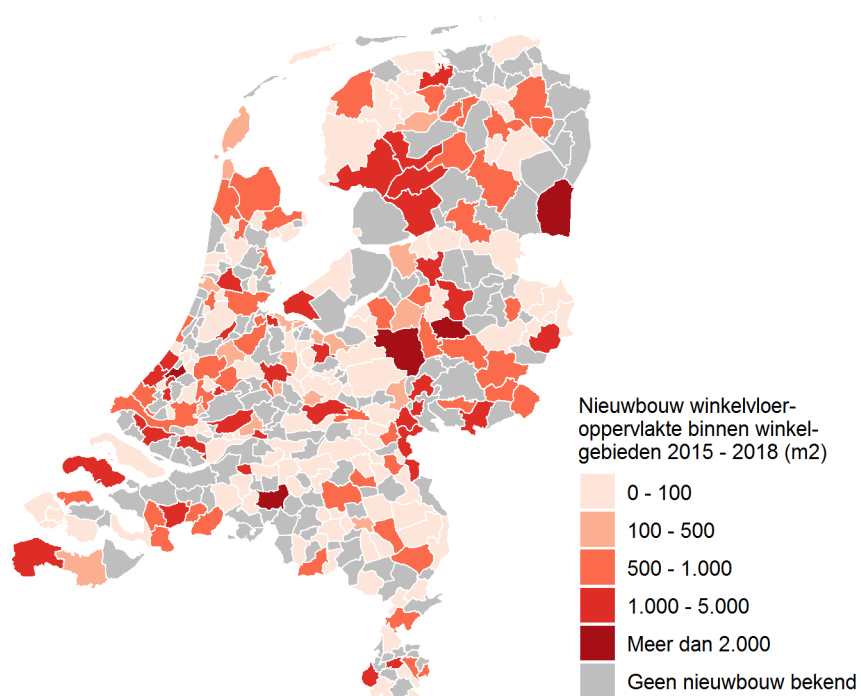 Nieuwbouw winkelvloer-
oppervlakte binnen winkel-
gebieden 2015 - 2018 (m2)
0 - 100
100 - 500
500 - 1.000
1.000 - 5.000
Meer dan 2.000
Geen nieuwbouw bekend